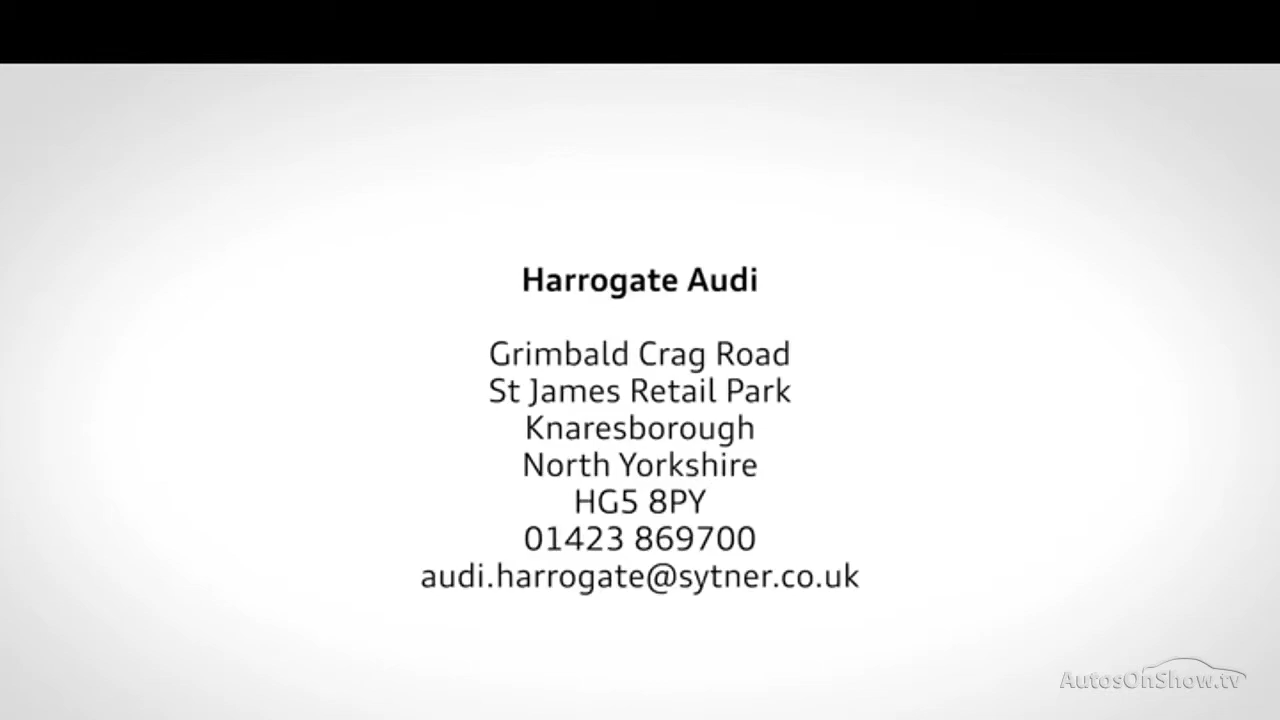 Harrogate Audi
Grimbald Crag Road
St James Retail Park
Knaresborough
North Yorkshire
HG5 8PY
01423 869700
audi.harrogate@sytner.co.uk
AutosOnShow.tv